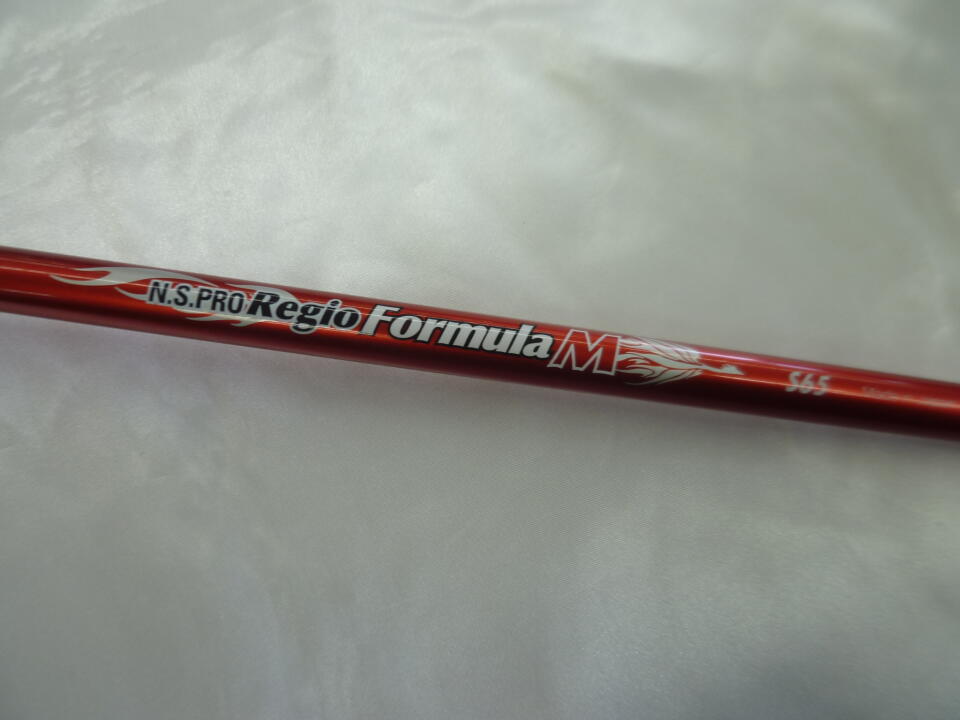 N.S.PRO Regio Formula M S65